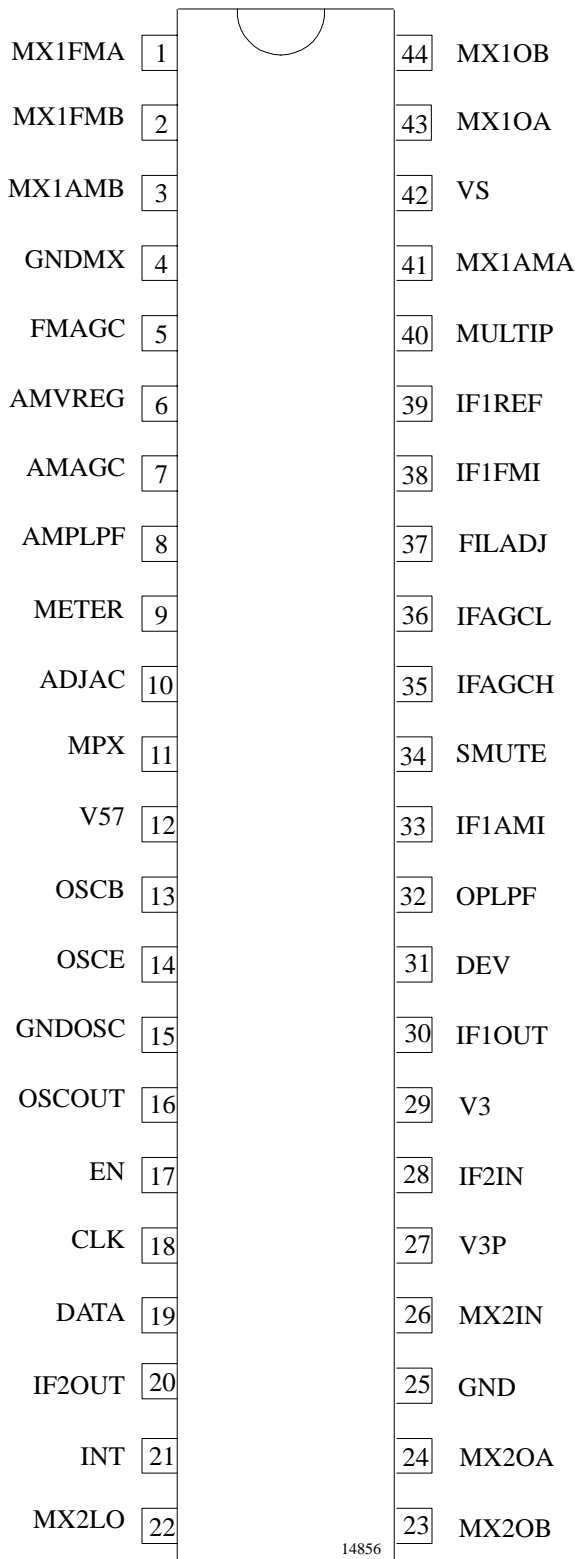 MX1FMA 1 44 MX1OB
MX1FMB 2 43 MX1OA
MX1AMB 3 42 VS
GNDMX 4 41 MX1AMA
FMAGC 5 40 MULTIP
AMVREG 6 39 IF1REF
AMAGC 7 38 IF1FMI
AMPLPF 8 37 FILADJ
METER 9 36 IFAGCL
ADJAC 10 35 IFAGCH
MPX 11 34 SMUTE
V57 12 33 IF1AMI
OSCB 13 32 OPLPF
OSCE 14 31 DEV
GNDOSC 15 30 IF1OUT
OSCOUT 16 29 V3
EN 17 28 IF2IN
CLK 18 27 V3P
DATA 19 26 MX2IN
IF2OUT 20 25 GND
INT 21 24 MX2OA
MX2LO 22 23 MX2OB
14856